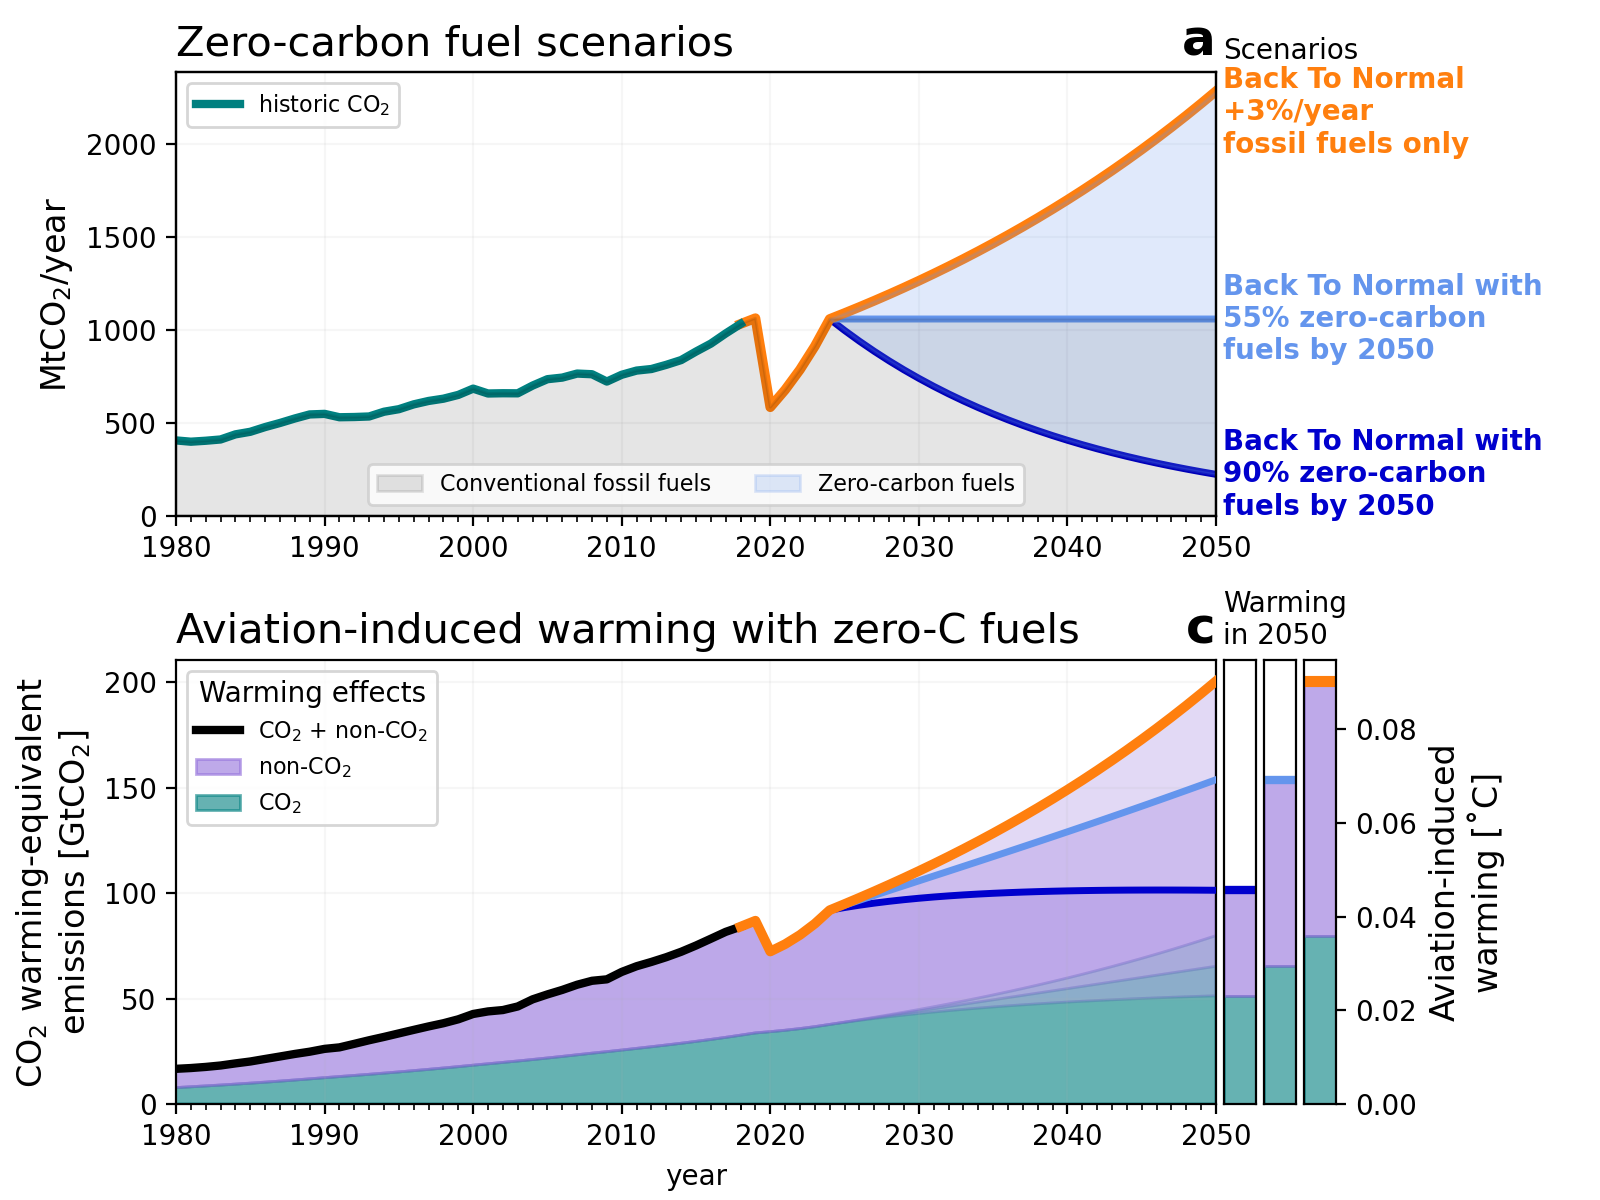 Zero-carbon fuel scenarios
a
Scenarios
historic CO₂
Back To Normal
+3%/year
fossil fuels only
Back To Normal with
55% zero-carbon
fuels by 2050
Back To Normal with
90% zero-carbon
fuels by 2050
MtCO₂/year
2000
1500
1000
500
0
Conventional fossil fuels
Zero-carbon fuels
1980 1990 2000 2010 2020 2030 2040 2050
Aviation-induced warming with zero-C fuels
c
Warming
in 2050
Warming effects
CO₂ + non-CO₂
non-CO₂
CO₂
CO₂ warming-equivalent
emissions [GtCO₂]
200
150
100
50
0
0.08
0.06
0.04
0.02
0.00
Aviation-induced
warming [˚C]
1980 1990 2000 2010 2020 2030 2040 2050
year